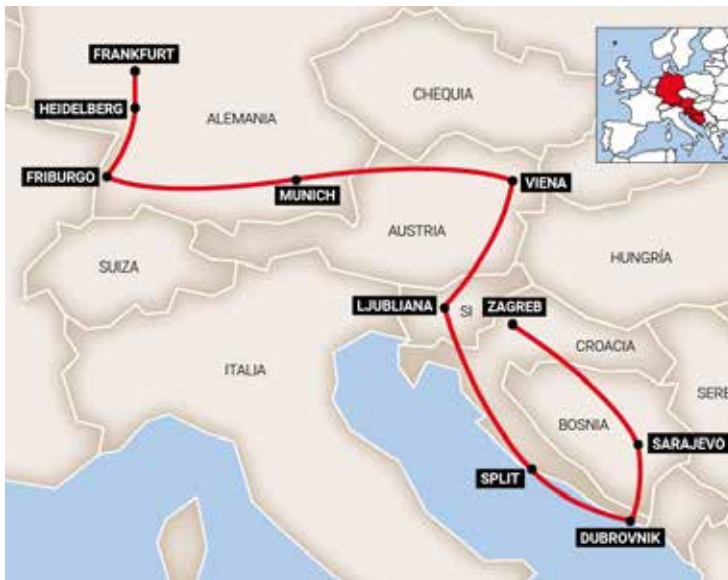 FRANKFURT
HEIDELBERG
CHEQUIA
ALEMANIA
FRIBURGO
MUNICH
VIENA
AUSTRIA
SUIZA
HUNGRÍA
LJUBLIANA
SI
ZAGREB
CROACIA
ITALIA
SERB
BOSNIA
SARAJEVO
SPLIT
DUBROVNIK